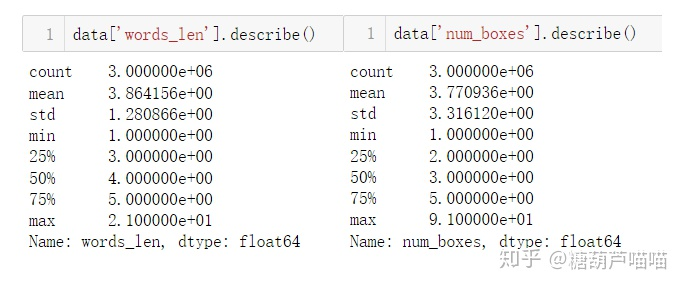 1 data['words_len'].describe()
count 3.000000e+06
mean 3.864156e+00
std 1.280866e+00
min 1.000000e+00
25% 3.000000e+00
50% 4.000000e+00
75% 5.000000e+00
max 2.100000e+01
Name: words_len, dtype: float64
1 data['num_boxes'].describe()
count 3.000000e+06
mean 3.770936e+00
std 3.316120e+00
min 1.000000e+00
25% 2.000000e+00
50% 3.000000e+00
75% 5.000000e+00
max 9.100000e+01
Name: num_boxes, dtype: float64
知乎 @糖葫芦喵喵